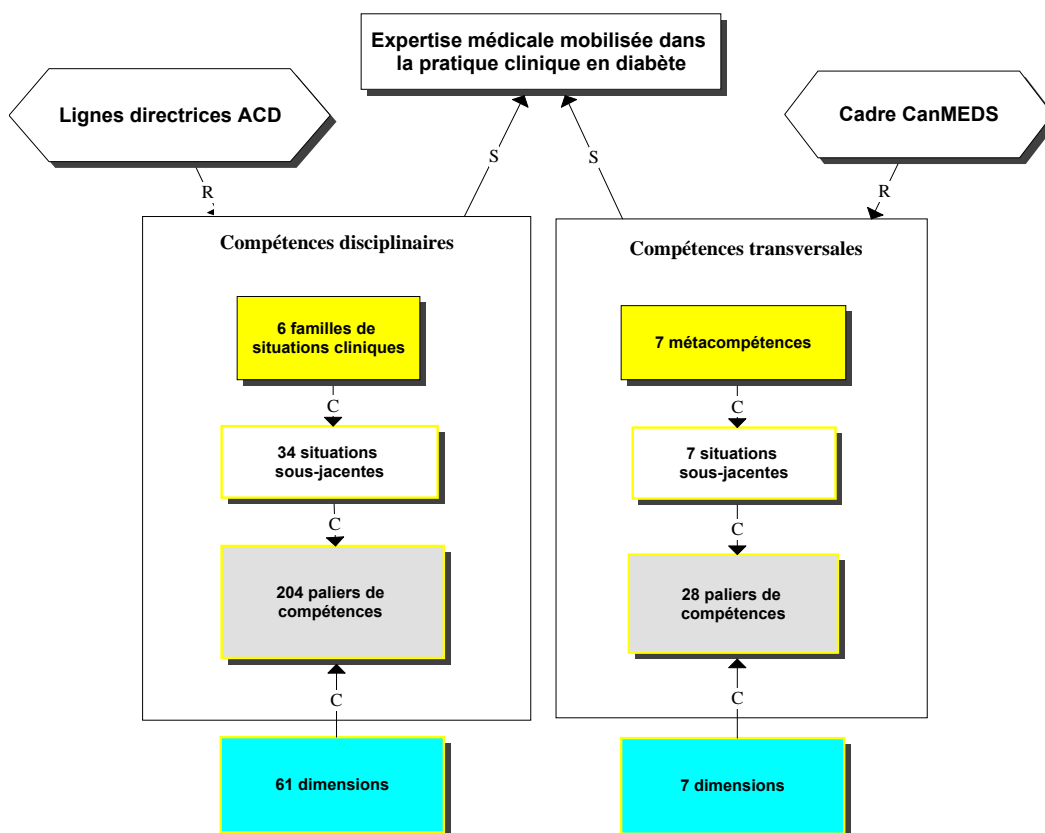 Expertise médicale mobilisée dans
la pratique clinique en diabète
Lignes directrices ACD
Cadre CanMEDS
S
S
R
R
Compétences disciplinaires
Compétences transversales
6 familles de
situations cliniques
7 métacompétences
C
C
34 situations
sous-jacentes
7 situations
sous-jacentes
C
C
204 paliers de
compétences
28 paliers de
compétences
C
C
61 dimensions
7 dimensions